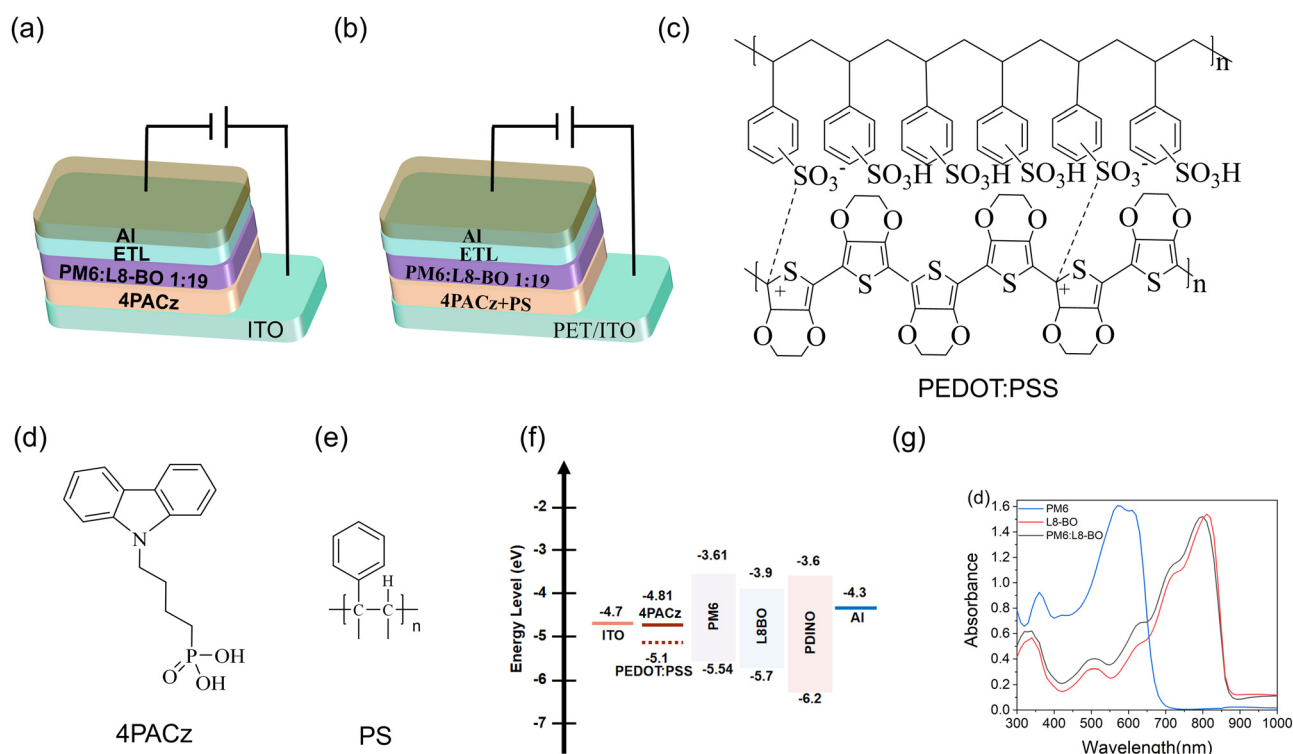 (a)
Al
ETL
PM6:L8-BO 1:19
4PACz
ITO
(b)
Al
ETL
PM6:L8-BO 1:19
4PACz+PS
PET/ITO
(c)
n
SO₃⁻ SO₃H SO₃H SO₃H SO₃⁻ SO₃H
O O O O O O
S S S S S S
+ +
n
O O O O O O
PEDOT:PSS
(d)
N
O
P
OH
OH
4PACz
(e)
H
C C
n
PS
(f)
Energy Level (eV)
-2
-3
-4
-5
-6
-7
-4.7
ITO
-4.81
4PACz
-5.1
PEDOT:PSS
-3.61
PM6
-5.54
-3.9
L8BO
-5.7
-3.6
PDINO
-6.2
-4.3
Al
(g)
(d)
PM6
L8-BO
PM6:L8-BO
Absorbance
1.6
1.4
1.2
1.0
0.8
0.6
0.4
0.2
0.0
300 400 500 600 700 800 900 1000
Wavelength(nm)